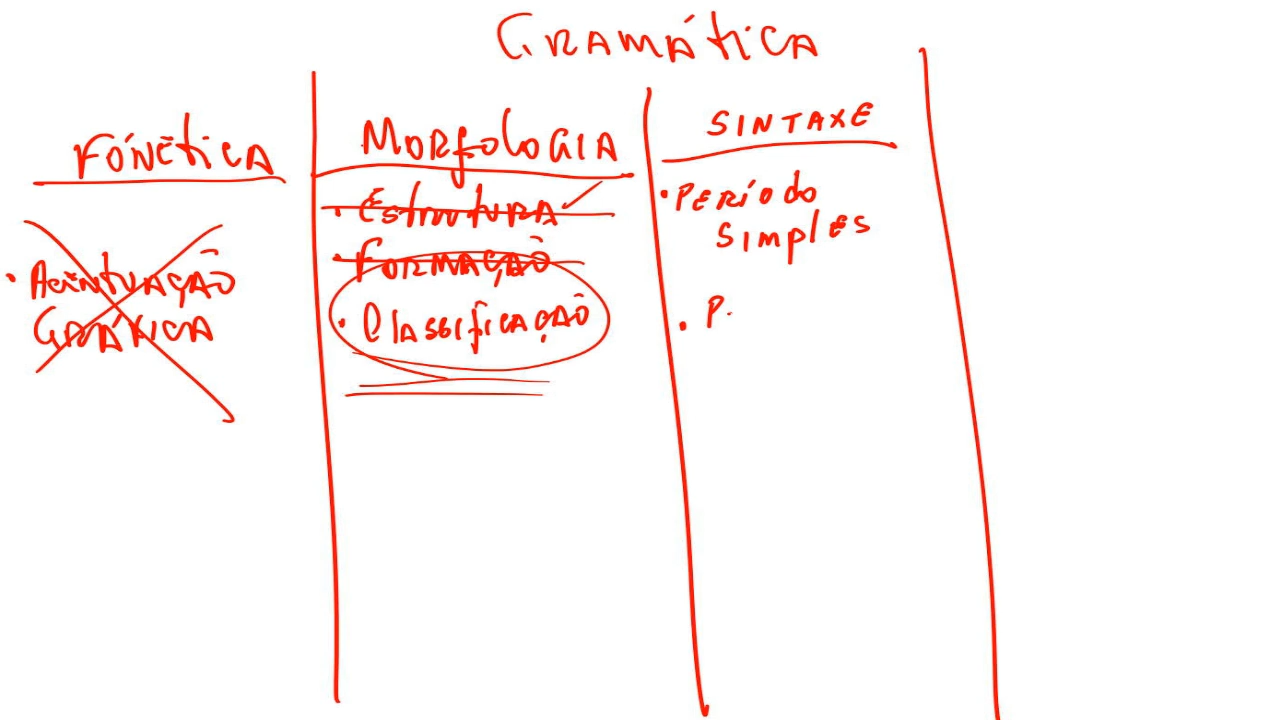 GRAMÁTICA
FONÉTICA
• ACENTUAÇÃO
GRÁFICA
MORFOLOGIA
• ESTRUTURA
• FORMAÇÃO
• CLASSIFICAÇÃO
SINTAXE
• PERÍODO
SIMPLES
• P.